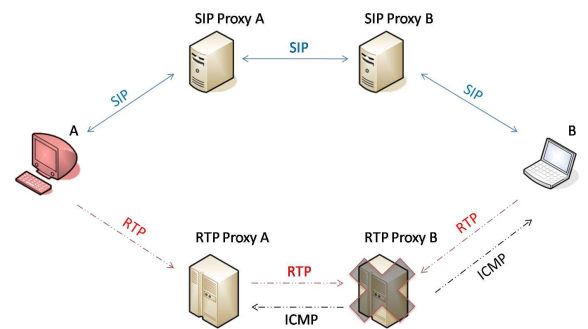 SIP Proxy A
SIP Proxy B
SIP
SIP
SIP
A
B
RTP
RTP
RTP Proxy A
RTP Proxy B
RTP
ICMP
ICMP